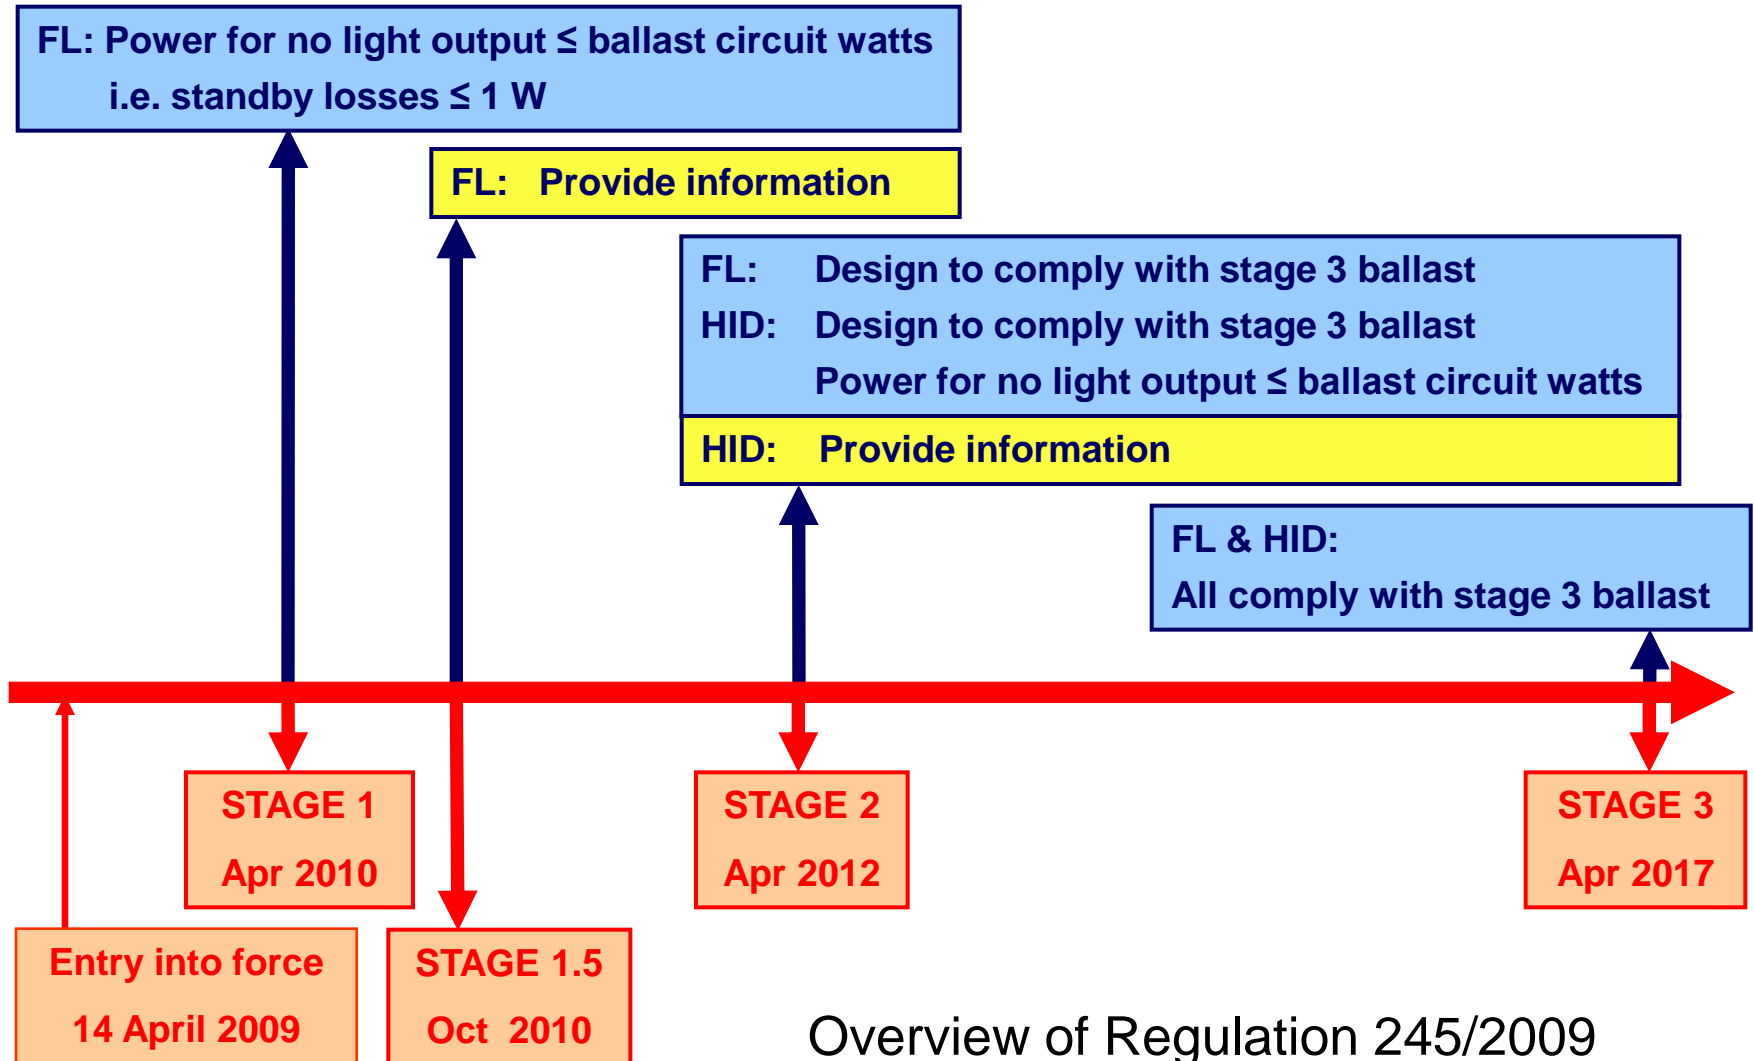 FL: Power for no light output ≤ ballast circuit watts
i.e. standby losses ≤ 1 W
FL: Provide information
FL: Design to comply with stage 3 ballast
HID: Design to comply with stage 3 ballast
Power for no light output ≤ ballast circuit watts
HID: Provide information
FL & HID:
All comply with stage 3 ballast
STAGE 1
Apr 2010
STAGE 2
Apr 2012
STAGE 3
Apr 2017
Entry into force
14 April 2009
STAGE 1.5
Oct 2010
Overview of Regulation 245/2009